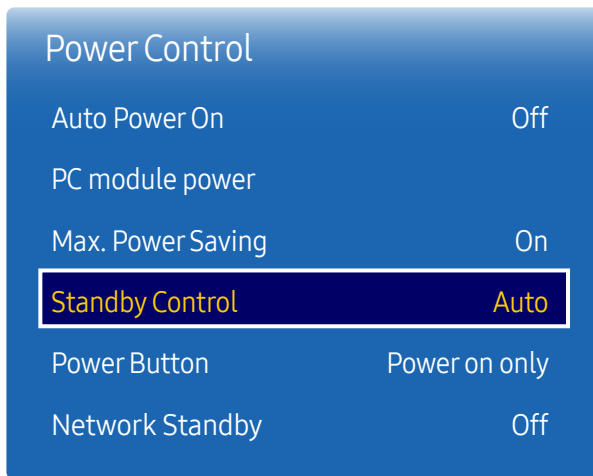 Power Control
Auto Power On Off
PC module power
Max. Power Saving On
Standby Control Auto
Power Button Power on only
Network Standby Off